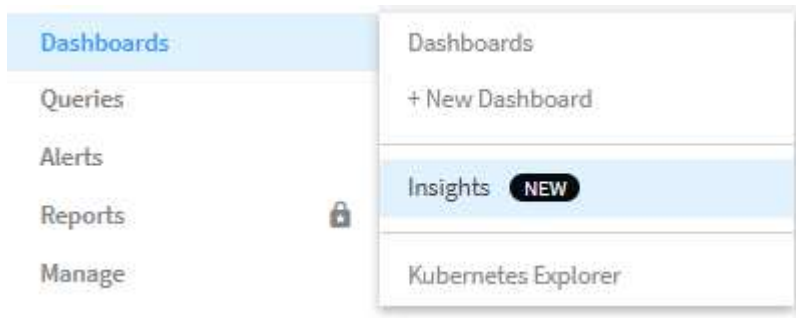 Dashboards
Queries
Alerts
Reports
Manage
Dashboards
+ New Dashboard
Insights NEW
Kubernetes Explorer